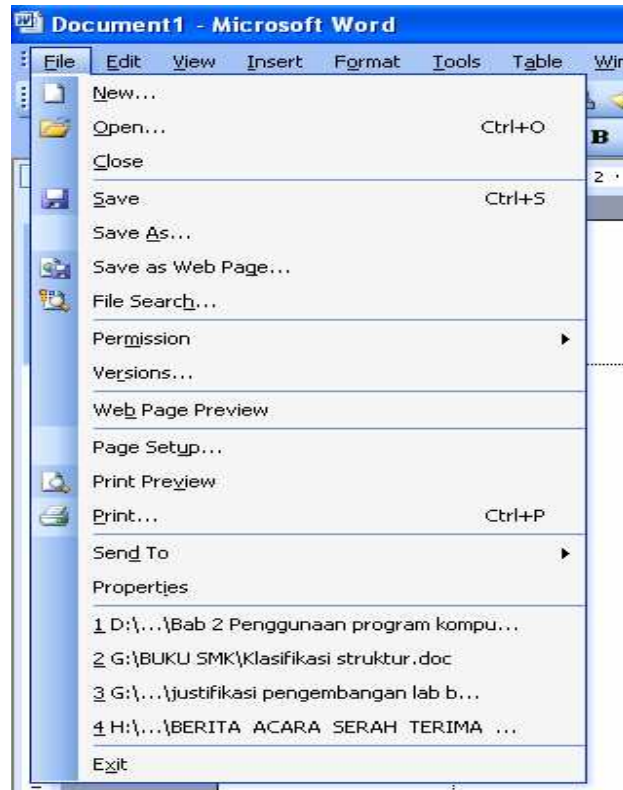 Document1 - Microsoft Word
File Edit View Insert Format Tools Table
New...
Open... Ctrl+O
Close
Save Ctrl+S
Save As...
Save as Web Page...
File Search...
Permission
Versions...
Web Page Preview
Page Setup...
Print Preview
Print... Ctrl+P
Send To
Properties
1 D:\...\Bab 2 Penggunaan program kompu...
2 G:\BUKU SMK\Klasifikasi struktur.doc
3 G:\...\justifikasi pengembangan lab b...
4 H:\...\BERITA ACARA SERAH TERIMA ...
Exit
B
2